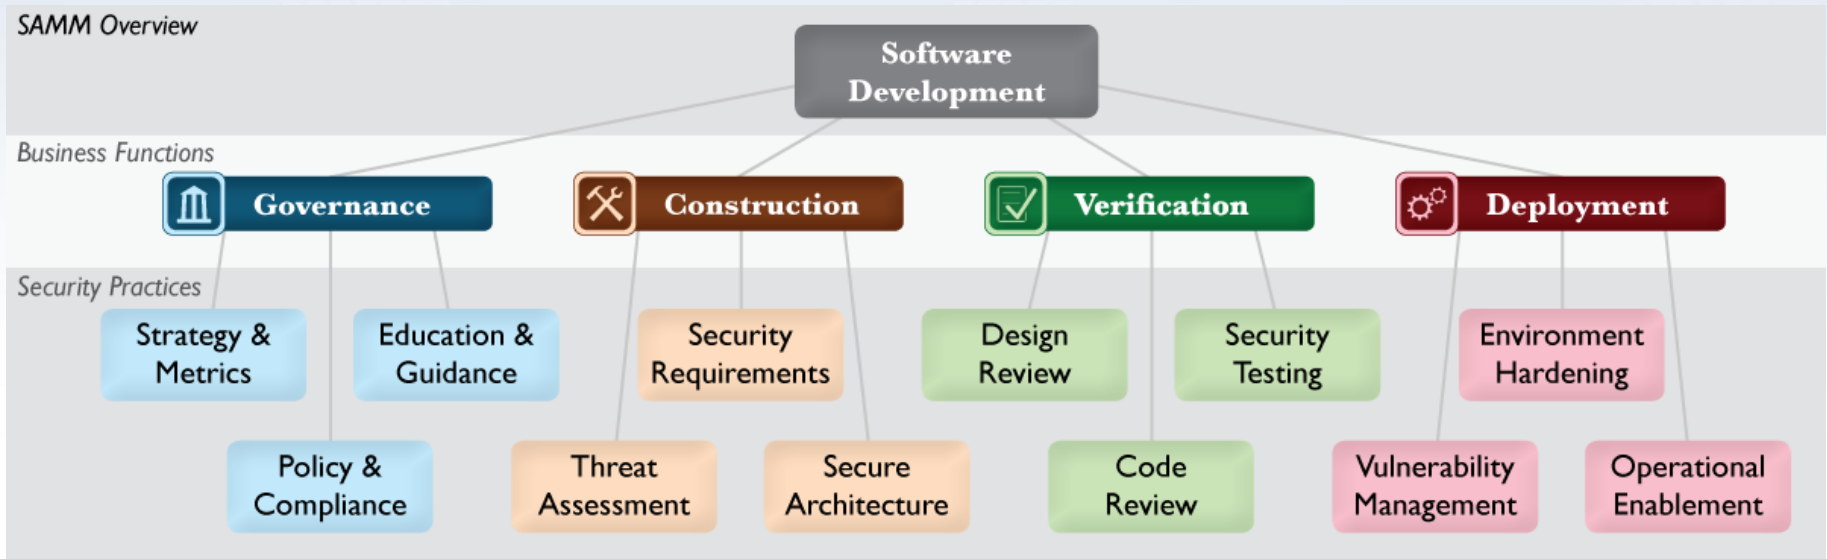 SAMM Overview
Software
Development
Business Functions
Governance
Construction
Verification
Deployment
Security Practices
Strategy &
Metrics
Education &
Guidance
Security
Requirements
Design
Review
Security
Testing
Environment
Hardening
Policy &
Compliance
Threat
Assessment
Secure
Architecture
Code
Review
Vulnerability
Management
Operational
Enablement